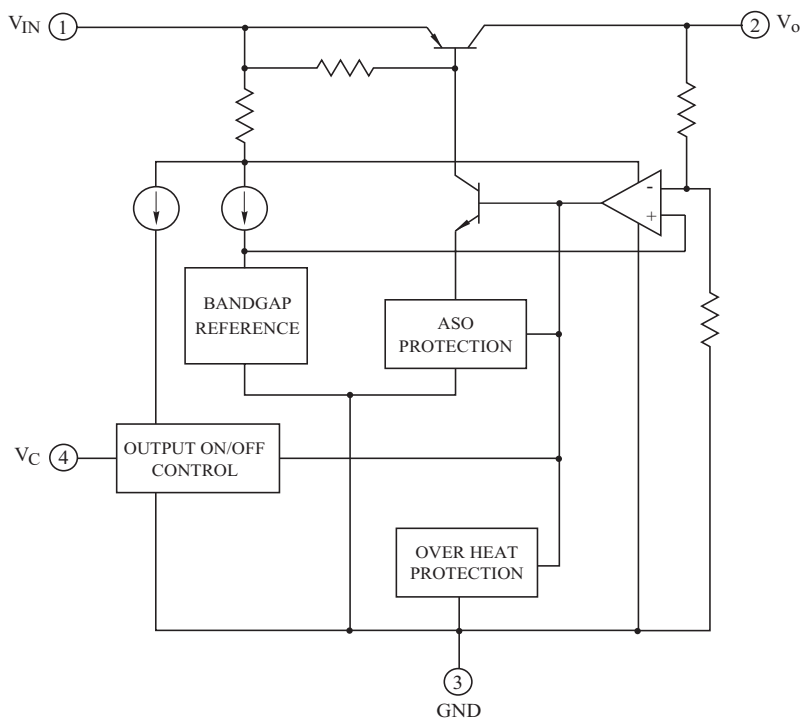 VIN 1
2 Vo
-
+
BANDGAP
REFERENCE
ASO
PROTECTION
VC 4
OUTPUT ON/OFF
CONTROL
OVER HEAT
PROTECTION
3
GND